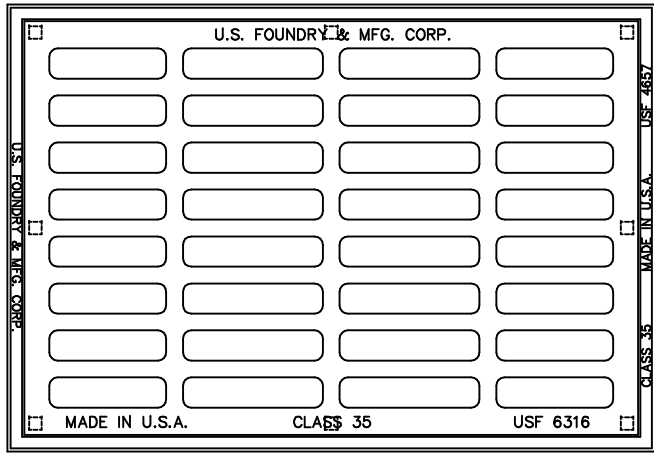 U.S. FOUNDRY & MFG. CORP.
U.S. FOUNDRY & MFG. CORP.
USF 4657
MADE IN U.S.A.
CLASS 35
MADE IN U.S.A.
CLASS 35
USF 6316